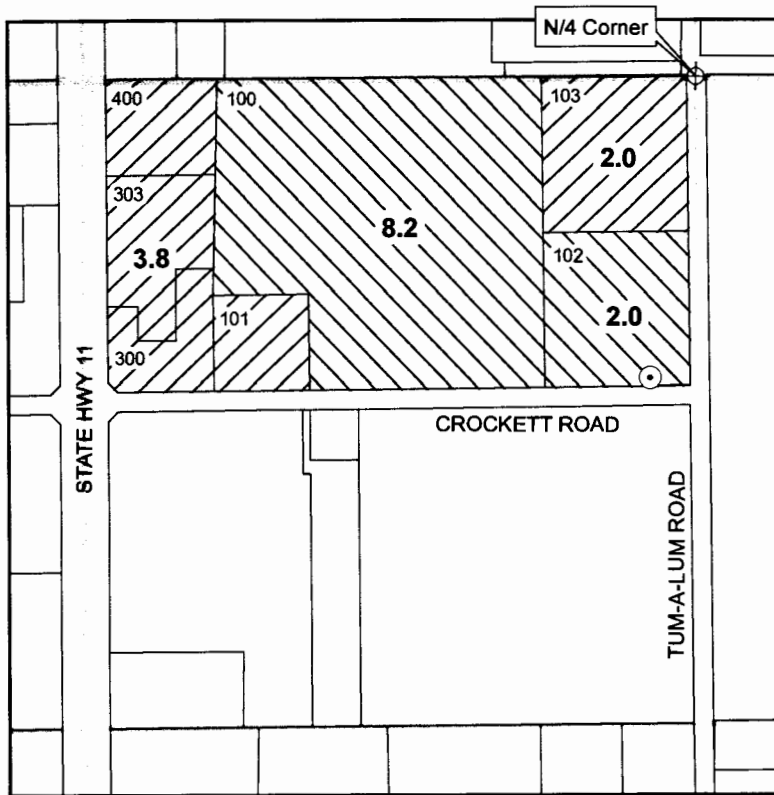 N/4 Corner
400
100
103
2.0
303
8.2
3.8
102
2.0
101
300
STATE HWY 11
CROCKETT ROAD
TUM-A-LUM ROAD